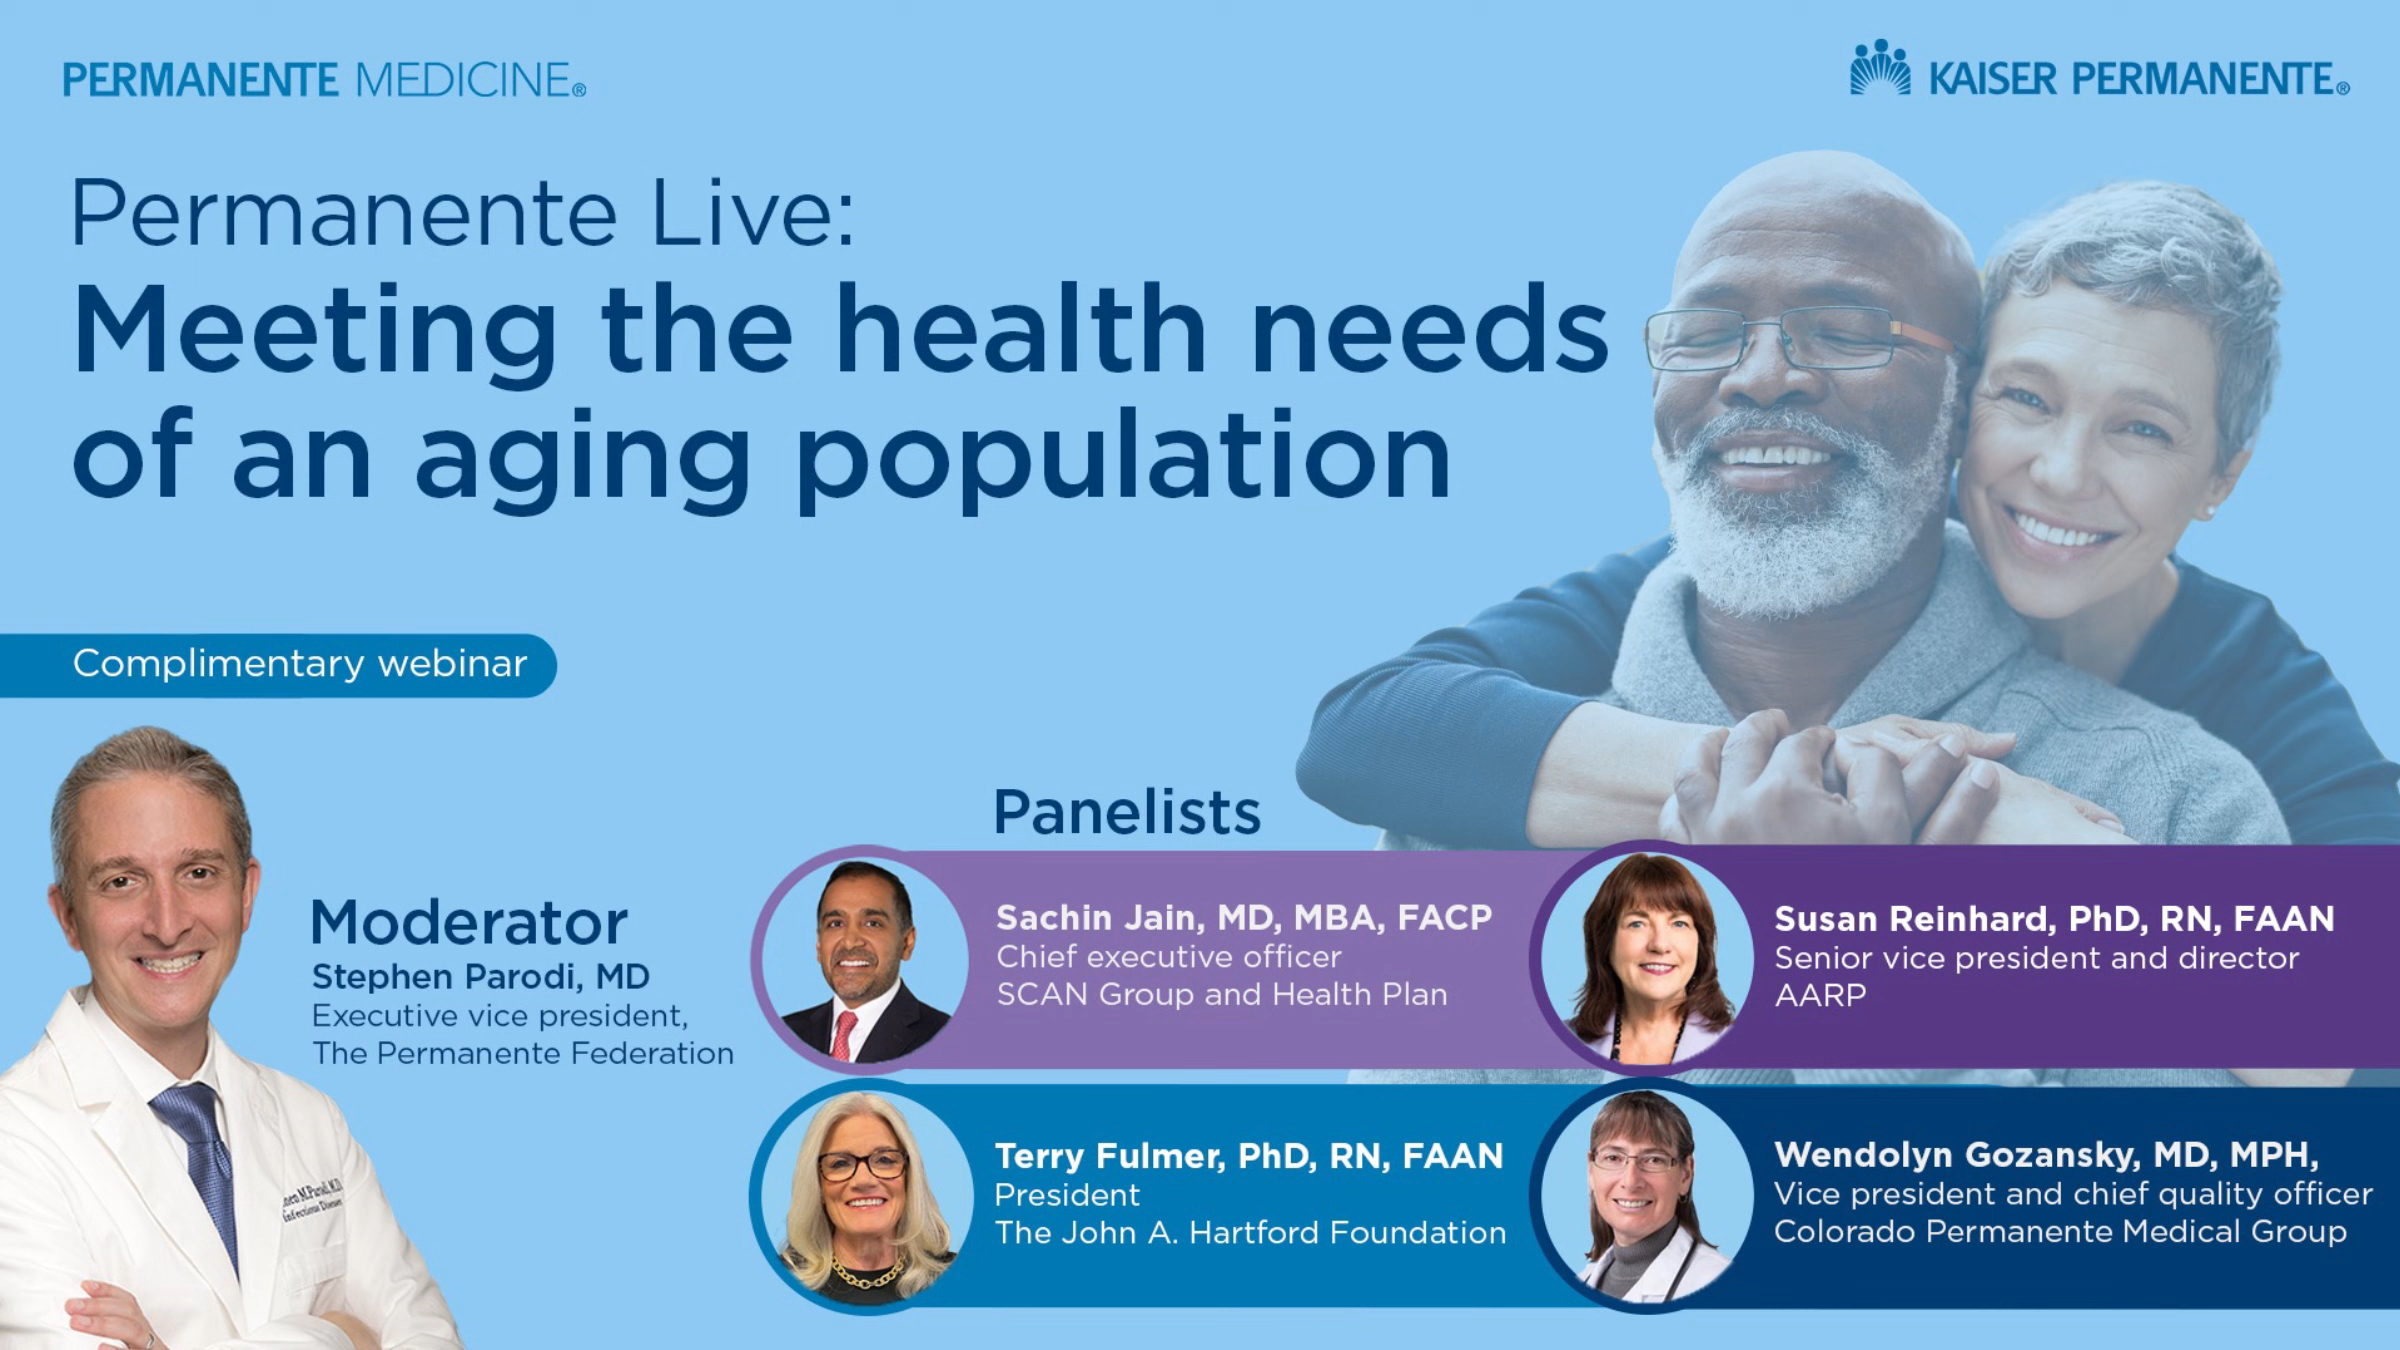 PERMANENTE MEDICINE®
KAISER PERMANENTE®
Permanente Live:
Meeting the health needs
of an aging population
Complimentary webinar
Moderator
Stephen Parodi, MD
Executive vice president,
The Permanente Federation
Panelists
Sachin Jain, MD, MBA, FACP
Chief executive officer
SCAN Group and Health Plan
Susan Reinhard, PhD, RN, FAAN
Senior vice president and director
AARP
Terry Fulmer, PhD, RN, FAAN
President
The John A. Hartford Foundation
Wendolyn Gozansky, MD, MPH,
Vice president and chief quality officer
Colorado Permanente Medical Group